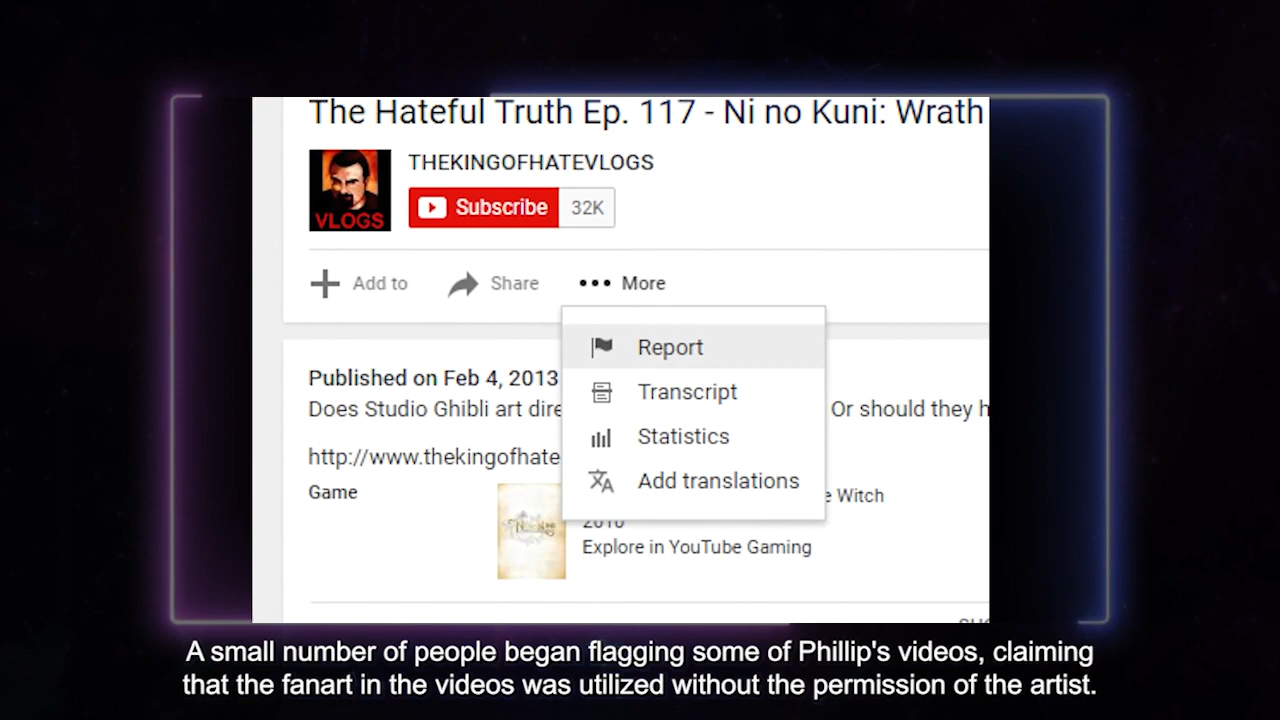 The Hateful Truth Ep. 117 - Ni no Kuni: Wrath
THEKINGOFHATEVLOGS
VLOGS
Subscribe 32K
Add to Share More
Report
Transcript
Statistics
Add translations
Published on Feb 4, 2013
Does Studio Ghibli art dire Or should they h
http://www.thekingofhate
Game
e Witch
2010
Explore in YouTube Gaming
A small number of people began flagging some of Phillip's videos, claiming
that the fanart in the videos was utilized without the permission of the artist.